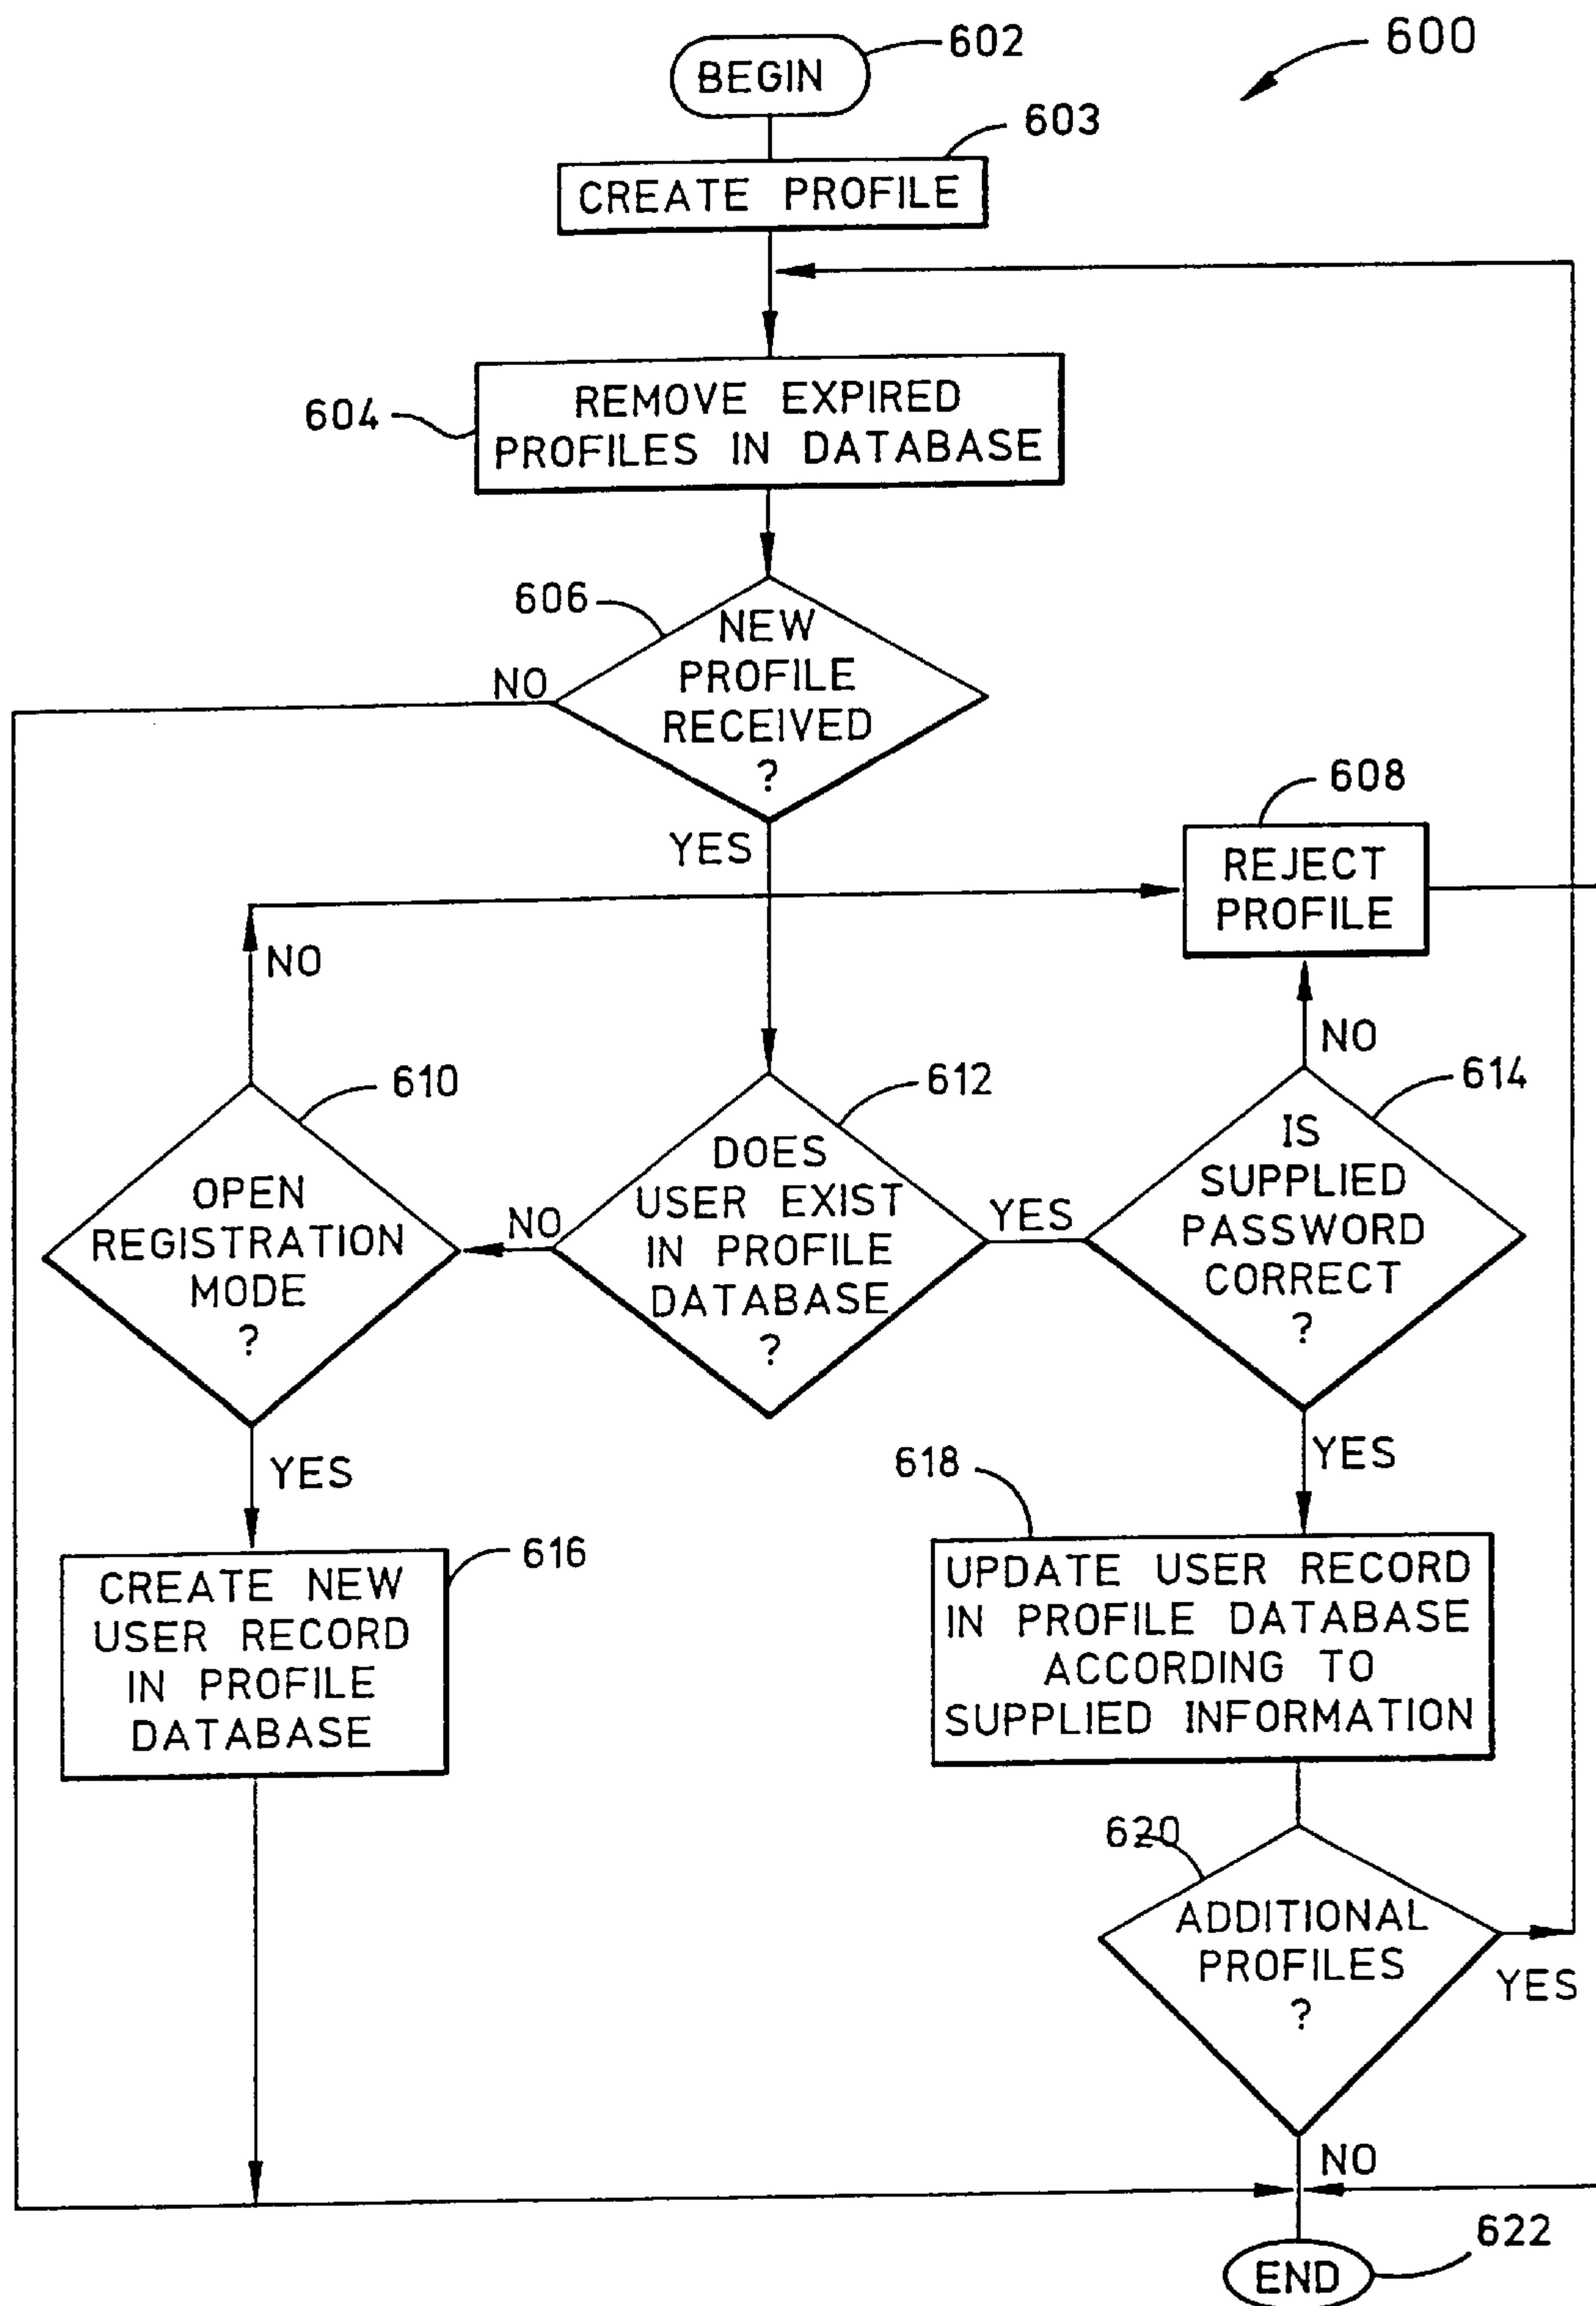 600
602
BEGIN
603
CREATE PROFILE
604
REMOVE EXPIRED
PROFILES IN DATABASE
606
NEW
PROFILE
RECEIVED
?
NO
YES
608
REJECT
PROFILE
NO
NO
610
OPEN
REGISTRATION
MODE
?
NO
612
DOES
USER EXIST
IN PROFILE
DATABASE
?
YES
614
IS
SUPPLIED
PASSWORD
CORRECT
?
YES
YES
616
CREATE NEW
USER RECORD
IN PROFILE
DATABASE
618
UPDATE USER RECORD
IN PROFILE DATABASE
ACCORDING TO
SUPPLIED INFORMATION
620
ADDITIONAL
PROFILES
?
YES
NO
622
END